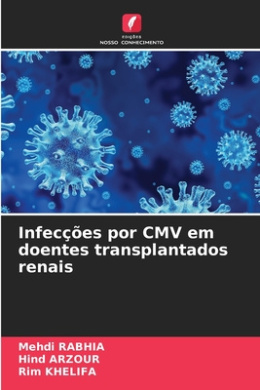 edições
NOSSO CONHECIMENTO
Infecções por CMV em
doentes transplantados
renais
Mehdi RABHIA
Hind ARZOUR
Rim KHELIFA